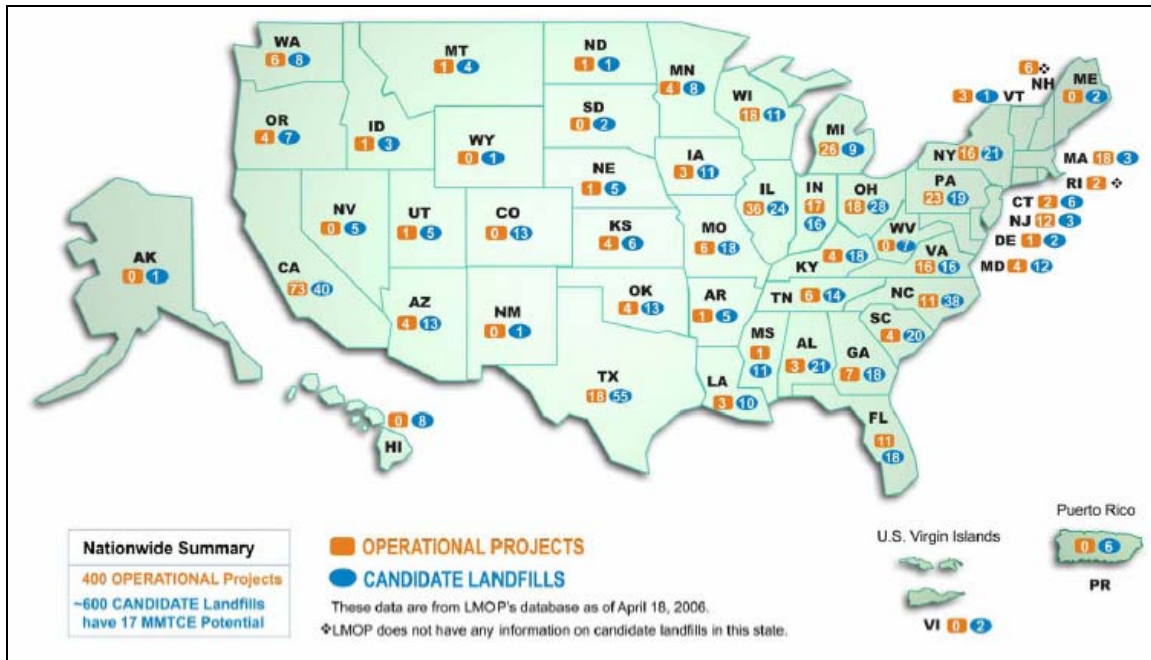 WA
6 8
MT
1 4
ND
1 1
MN
4 8
6 ❖
NH
ME
0 2
3 1 VT
OR
4 7
ID
1 3
WY
0 1
SD
0 2
WI
18 11
MI
26 9
NY 16 21
MA 18 3
RI 2 ❖
CT 2 6
NJ 12 3
DE 1 2
MD 4 12
NE
1 5
IA
3 11
IL
36 24
IN
17
16
OH
18 28
PA
23 19
NV
0 5
UT
1 5
CO
0 13
KS
4 6
MO
6 18
WV
0 7
VA
16 16
KY
4 18
AK
0 1
CA
73 40
AZ
4 13
NM
0 1
OK
4 13
AR
1 5
TN 6 14
NC
11 38
SC
4 20
MS
1
11
AL
3 21
GA
7 18
TX
18 55
LA
3 10
FL
11
18
0 8
HI
Nationwide Summary
400 OPERATIONAL Projects
~600 CANDIDATE Landfills
have 17 MMTCE Potential
OPERATIONAL PROJECTS
CANDIDATE LANDFILLS
These data are from LMOP's database as of April 18, 2006.
❖LMOP does not have any information on candidate landfills in this state.
U.S. Virgin Islands
VI 0 2
Puerto Rico
0 6
PR